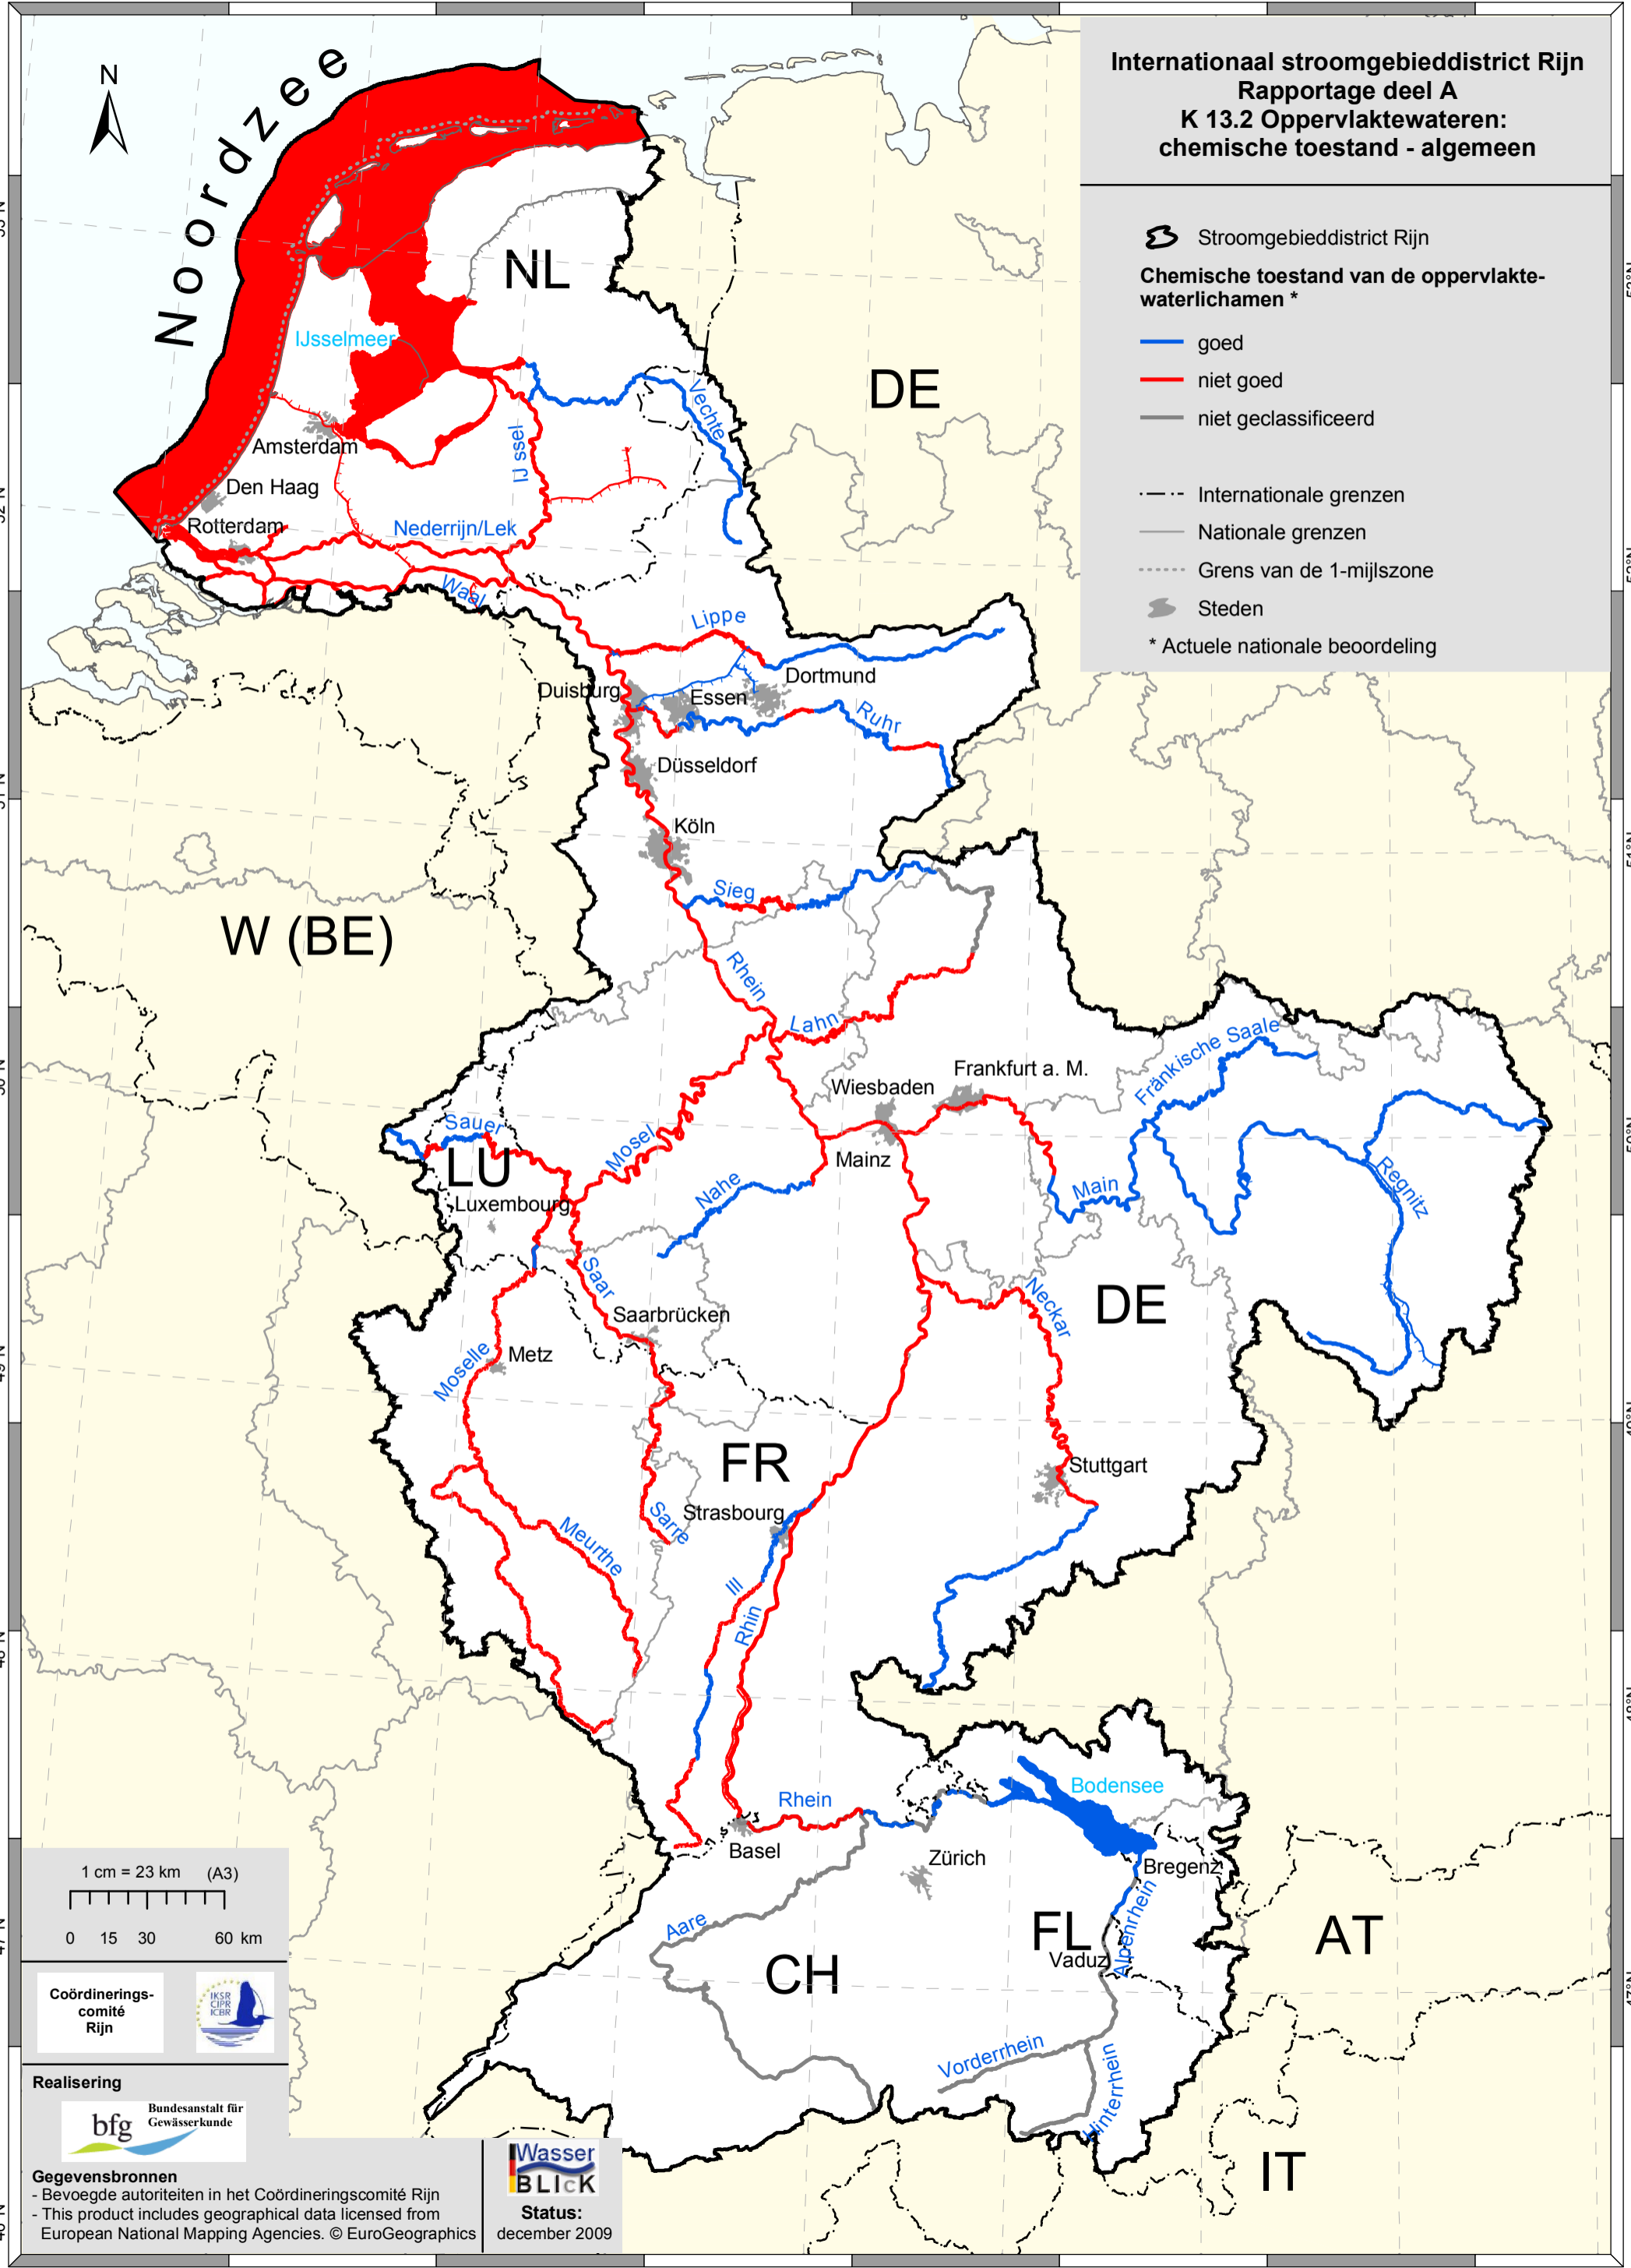 Internationaal stroomgebieddistrict Rijn
Rapportage deel A
K 13.2 Oppervlaktewateren:
chemische toestand - algemeen
Stroomgebieddistrict Rijn
Chemische toestand van de oppervlakte-
waterlichamen *
goed
niet goed
niet geclassificeerd
Internationale grenzen
Nationale grenzen
Grens van de 1-mijlszone
Steden
* Actuele nationale beoordeling
N
Noordzee
NL
IJsselmeer
DE
Vechte
Amsterdam
IJssel
Den Haag
Rotterdam
Nederrijn/Lek
Waal
Lippe
Duisburg
Essen
Dortmund
Ruhr
Düsseldorf
Köln
Sieg
W (BE)
Rhein
Lahn
Fränkische Saale
Frankfurt a. M.
Wiesbaden
Sauer
LU
Mosel
Mainz
Nahe
Main
Regnitz
Luxembourg
Saar
Neckar
DE
Saarbrücken
Metz
Moselle
FR
Stuttgart
Strasbourg
Sarre
Meurthe
Ill
Rhin
Bodensee
Rhein
Basel
Zürich
Bregenz
Alpenrhein
Aare
FL
Vaduz
AT
CH
Vorderrhein
Hinterrhein
IT
52°N
51°N
50°N
49°N
48°N
47°N
1 cm = 23 km (A3)
0 15 30 60 km
Coördinerings-
comité
Rijn
IKSR
CIPR
ICBR
Realisering
bfg
Bundesanstalt für
Gewässerkunde
Gegevensbronnen
- Bevoegde autoriteiten in het Coördineringscomité Rijn
- This product includes geographical data licensed from
European National Mapping Agencies. © EuroGeographics
Wasser
BLIcK
Status:
december 2009